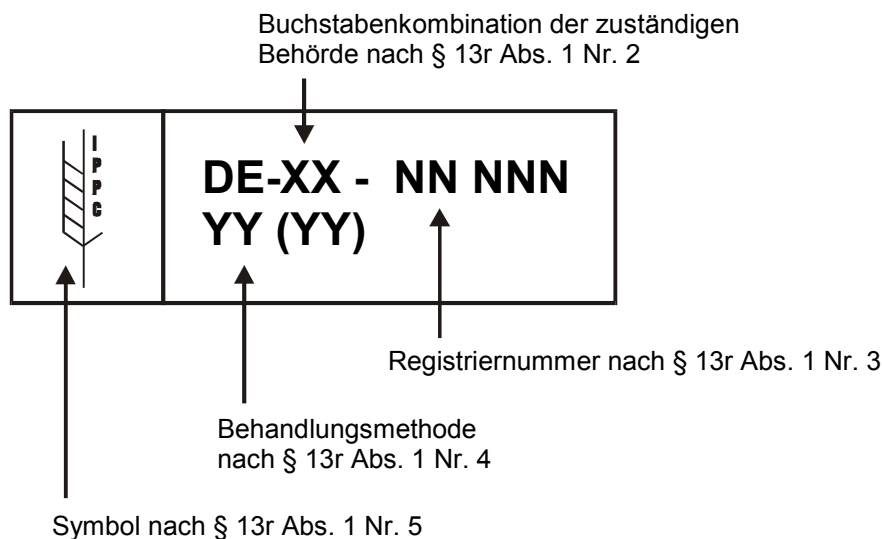 Buchstabenkombination der zuständigen
Behörde nach § 13r Abs. 1 Nr. 2
IPPC
DE-XX - NN NNN
YY (YY)
Registriernummer nach § 13r Abs. 1 Nr. 3
Behandlungsmethode
nach § 13r Abs. 1 Nr. 4
Symbol nach § 13r Abs. 1 Nr. 5